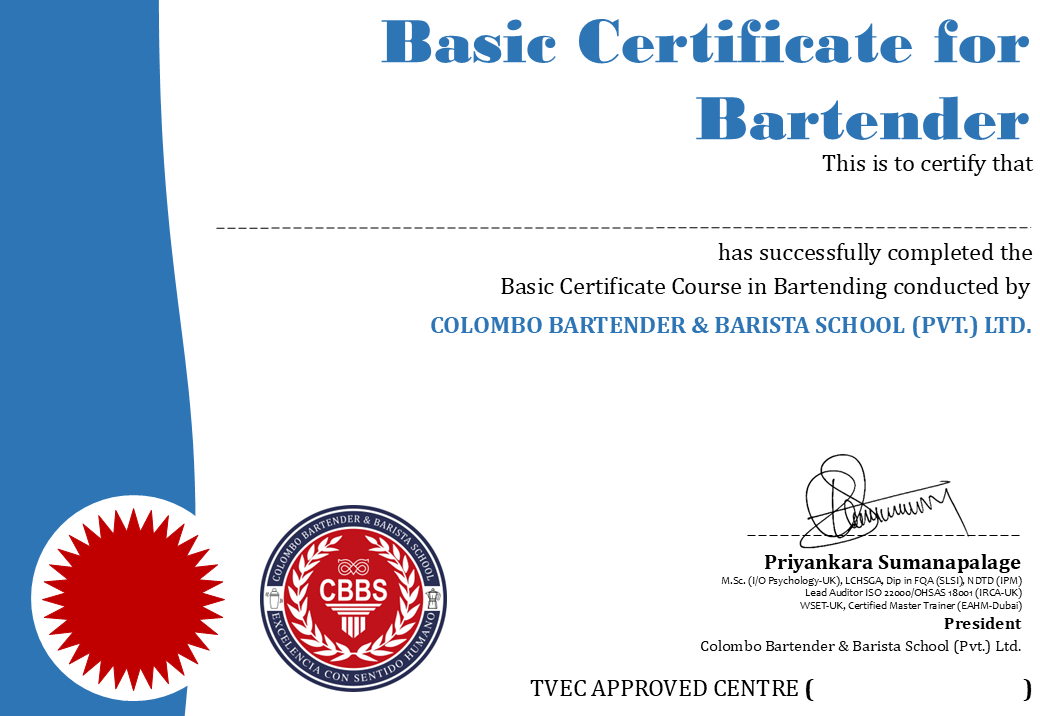 Basic Certificate for
Bartender
This is to certify that
has successfully completed the
Basic Certificate Course in Bartending conducted by
COLOMBO BARTENDER & BARISTA SCHOOL (PVT.) LTD.
COLOMBO BARTENDER & BARISTA SCHOOL
CBBS
EXCELENCIA CON SENTIDO HUMANO
Priyankara Sumanapalage
M.Sc. (I/O Psychology-UK), LCHSGA, Dip in FQA (SLSI), NDTD (IPM)
Lead Auditor ISO 22000/OHSAS 18001 (IRCA-UK)
WSET-UK, Certified Master Trainer (EAHM-Dubai)
President
Colombo Bartender & Barista School (Pvt.) Ltd.
TVEC APPROVED CENTRE ( )